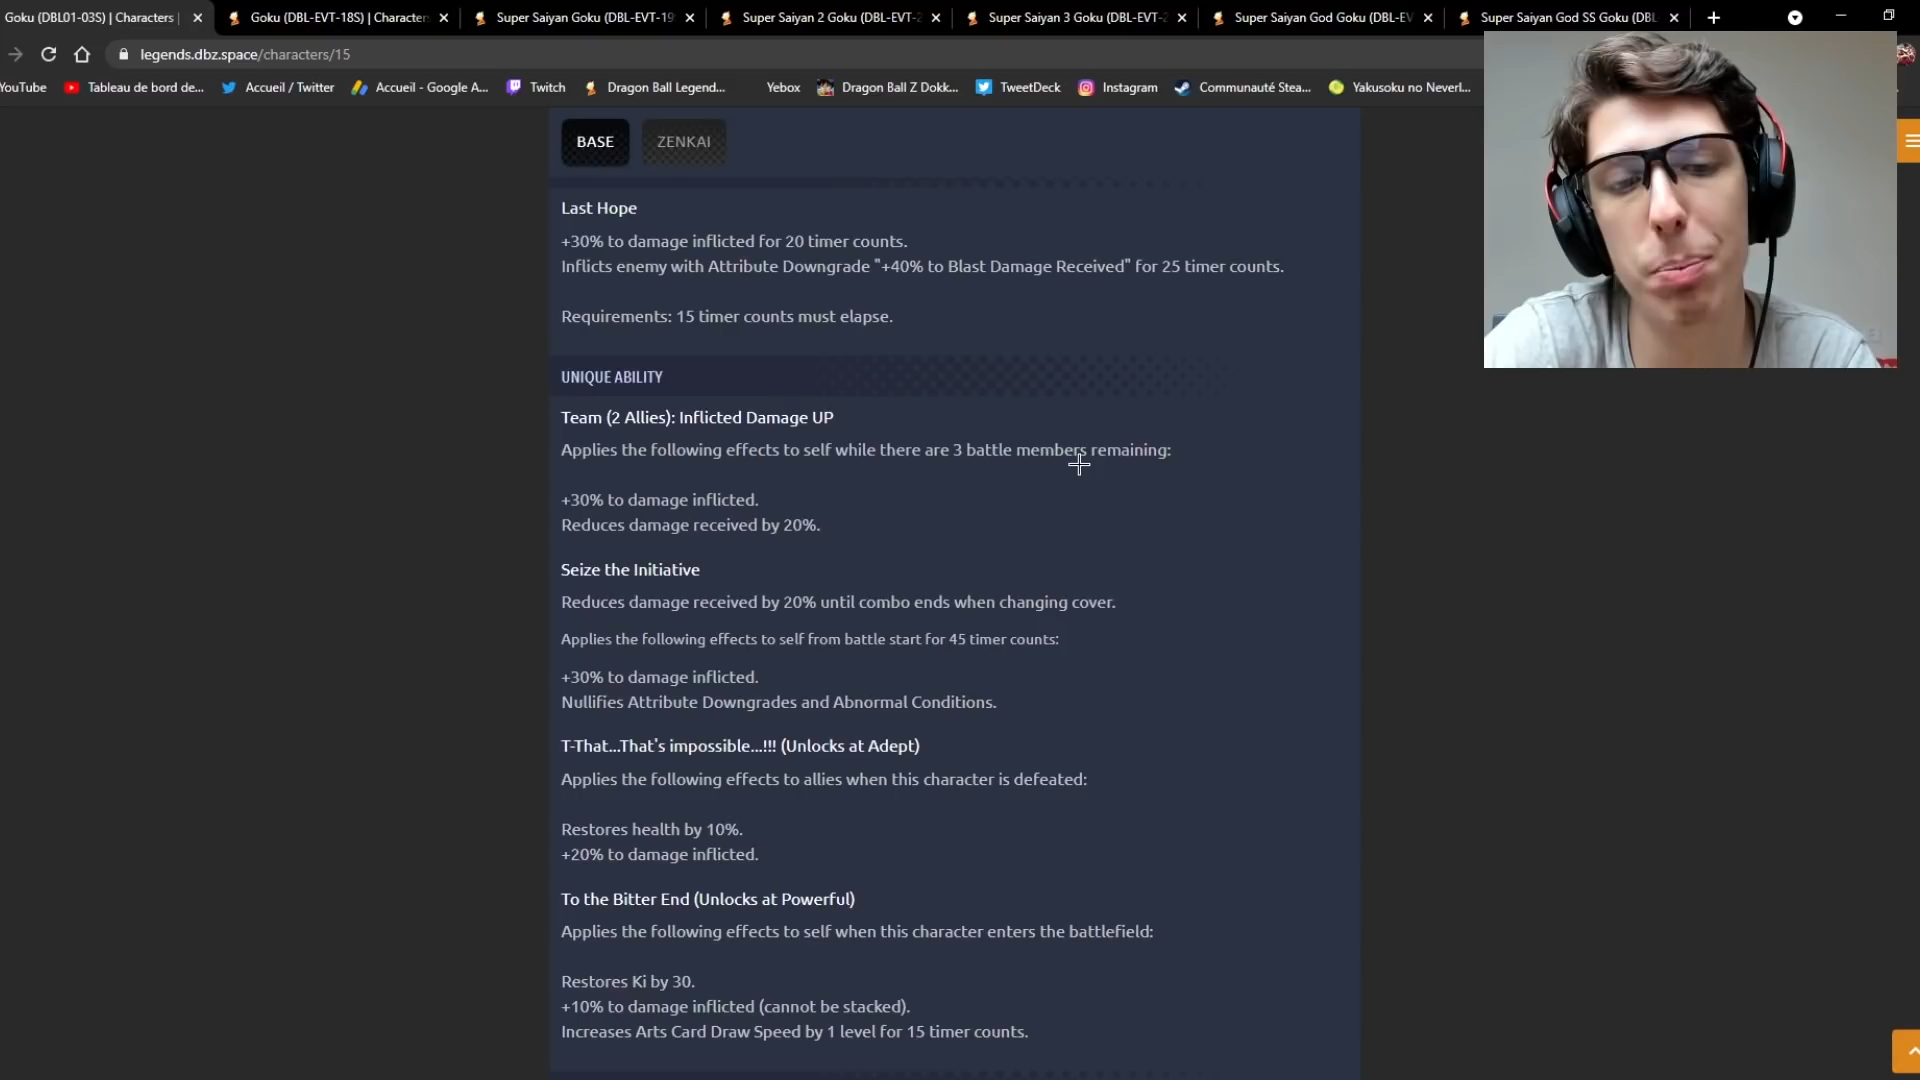 Goku (DBL01-03S) | Characters |
Goku (DBL-EVT-18S) | Character
Super Saiyan Goku (DBL-EVT-19
Super Saiyan 2 Goku (DBL-EVT-2
Super Saiyan 3 Goku (DBL-EVT-2
Super Saiyan God Goku (DBL-EV
Super Saiyan God SS Goku (DBL-
legends.dbz.space/characters/15
YouTube
Tableau de bord de...
Accueil / Twitter
Accueil - Google A...
Twitch
Dragon Ball Legend...
Yebox
Dragon Ball Z Dokk...
TweetDeck
Instagram
Communauté Stea...
Yakusoku no Neverl...
BASE
ZENKAI
Last Hope
+30% to damage inflicted for 20 timer counts.
Inflicts enemy with Attribute Downgrade "+40% to Blast Damage Received" for 25 timer counts.
Requirements: 15 timer counts must elapse.
UNIQUE ABILITY
Team (2 Allies): Inflicted Damage UP
Applies the following effects to self while there are 3 battle members remaining:
+30% to damage inflicted.
Reduces damage received by 20%.
Seize the Initiative
Reduces damage received by 20% until combo ends when changing cover.
Applies the following effects to self from battle start for 45 timer counts:
+30% to damage inflicted.
Nullifies Attribute Downgrades and Abnormal Conditions.
T-That...That's impossible...!!! (Unlocks at Adept)
Applies the following effects to allies when this character is defeated:
Restores health by 10%.
+20% to damage inflicted.
To the Bitter End (Unlocks at Powerful)
Applies the following effects to self when this character enters the battlefield:
Restores Ki by 30.
+10% to damage inflicted (cannot be stacked).
Increases Arts Card Draw Speed by 1 level for 15 timer counts.